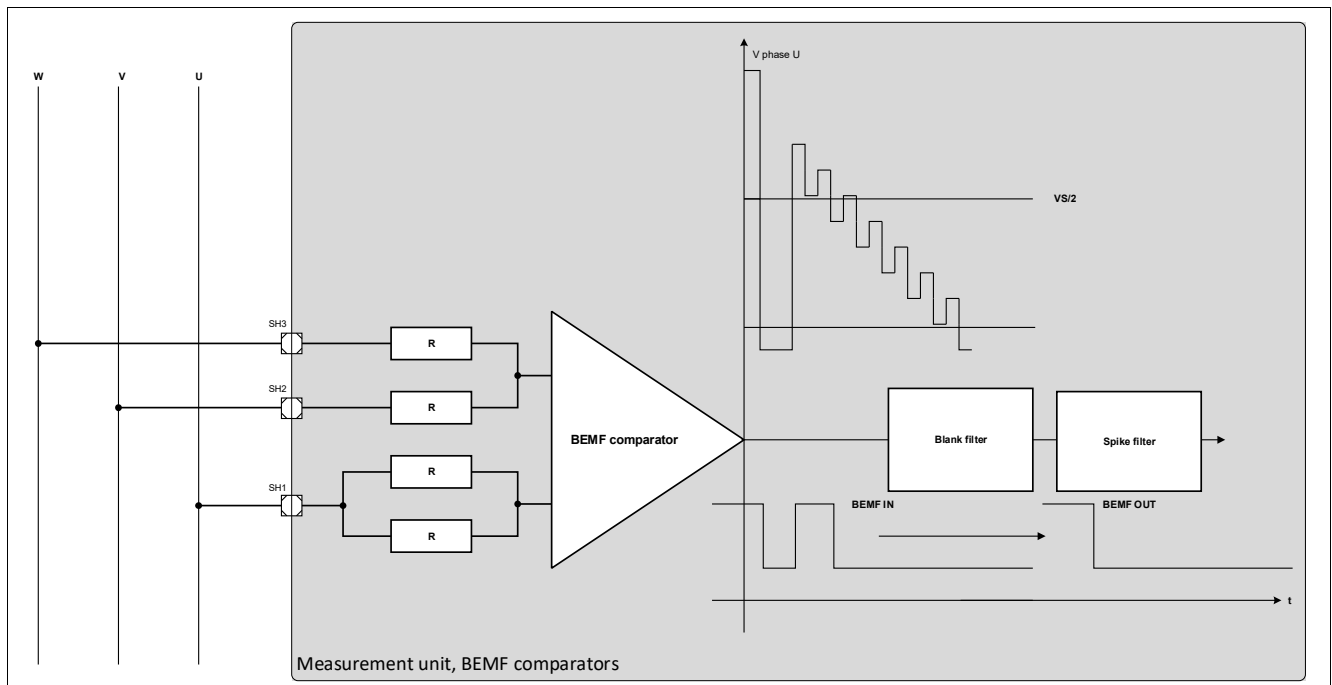 V phase U
W
V
U
VS/2
SH3
R
SH2
R
BEMF comparator
Blank filter
Spike filter
R
SH1
BEMF IN
BEMF OUT
R
t
Measurement unit, BEMF comparators